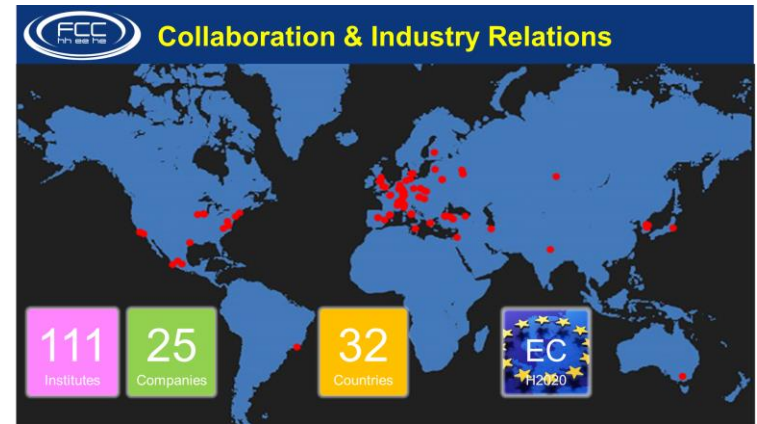 FCC
hh ee he
Collaboration & Industry Relations
111
Institutes
25
Companies
32
Countries
EC
H2020